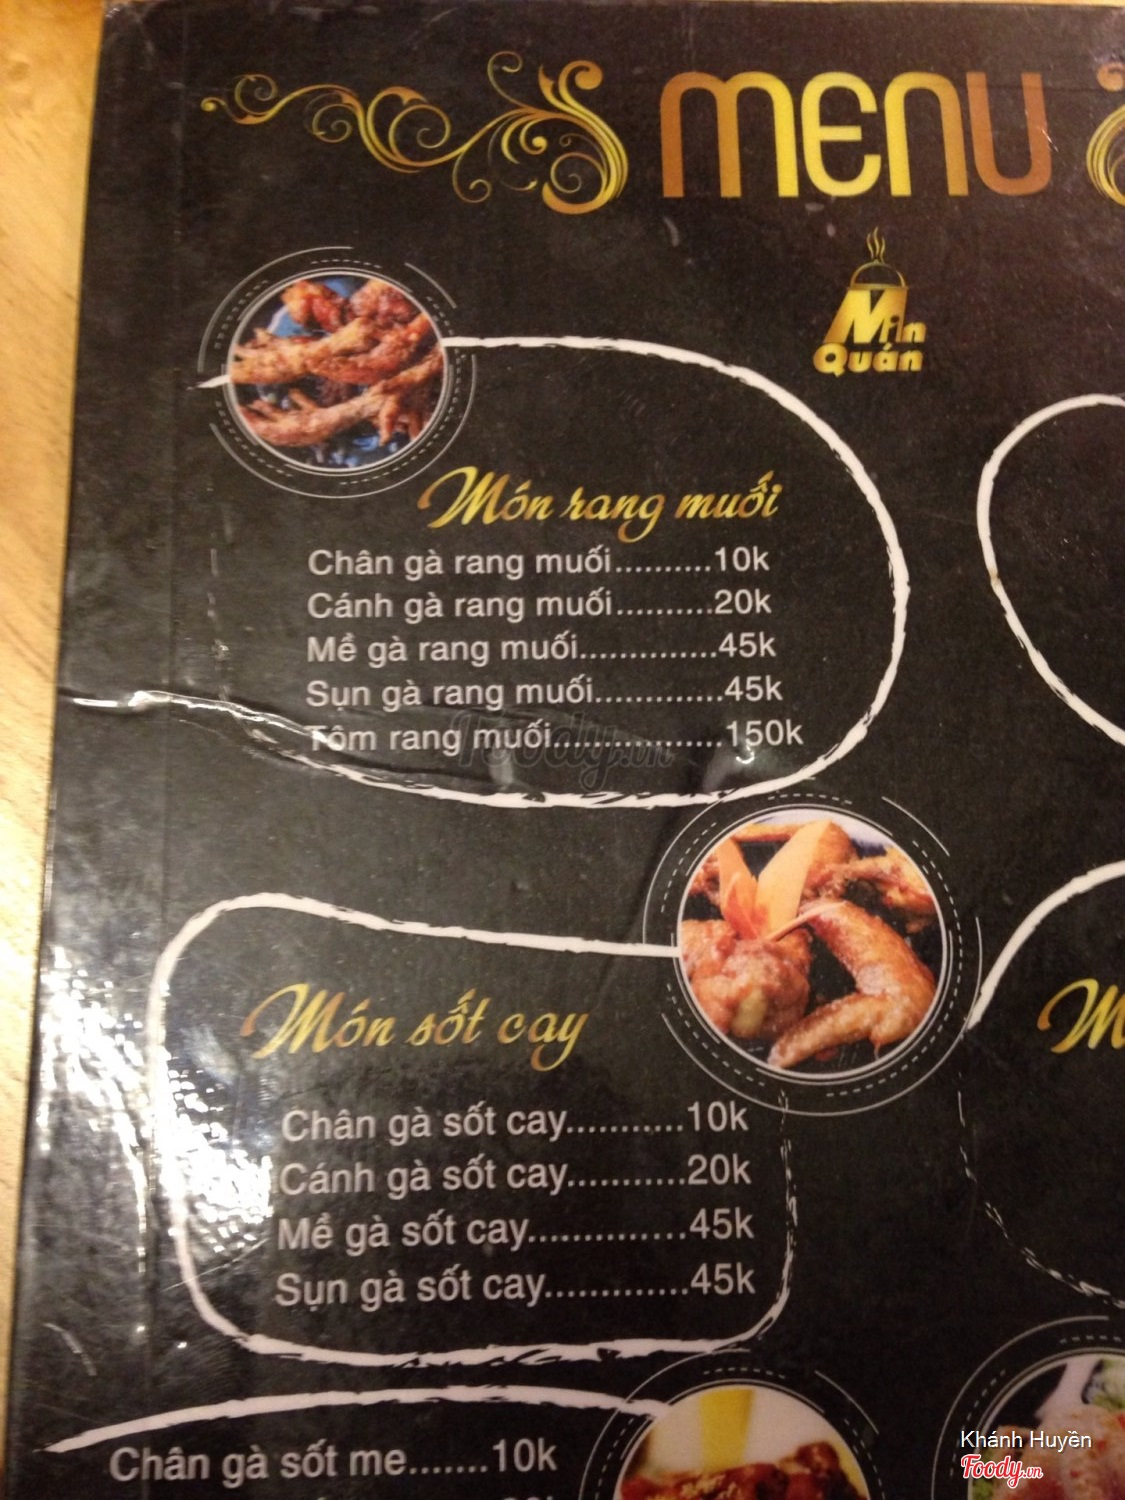 MENU
Mịn
Quán
Món rang muối
Chân gà rang muối..........10k
Cánh gà rang muối..........20k
Mề gà rang muối..............45k
Sụn gà rang muối.............45k
Tôm rang muối.................150k
Foody.vn
Món sốt cay
Chân gà sốt cay...........10k
Cánh gà sốt cay...........20k
Mề gà sốt cay...............45k
Sụn gà sốt cay.............45k
Chân gà sốt me.......10k
Khánh Huyền
Foody.vn